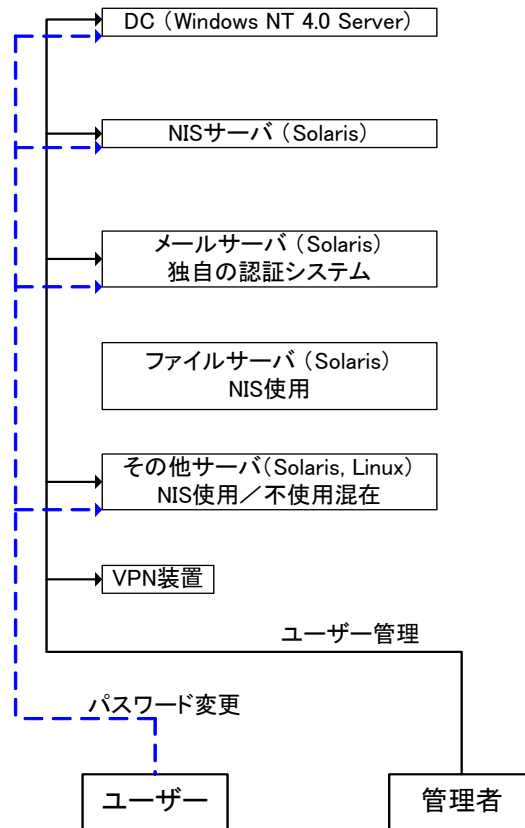 DC（Windows NT 4.0 Server）
NISサーバ（Solaris）
メールサーバ（Solaris）
独自の認証システム
ファイルサーバ（Solaris）
NIS使用
その他サーバ(Solaris, Linux)
NIS使用／不使用混在
VPN装置
ユーザー管理
パスワード変更
ユーザー
管理者